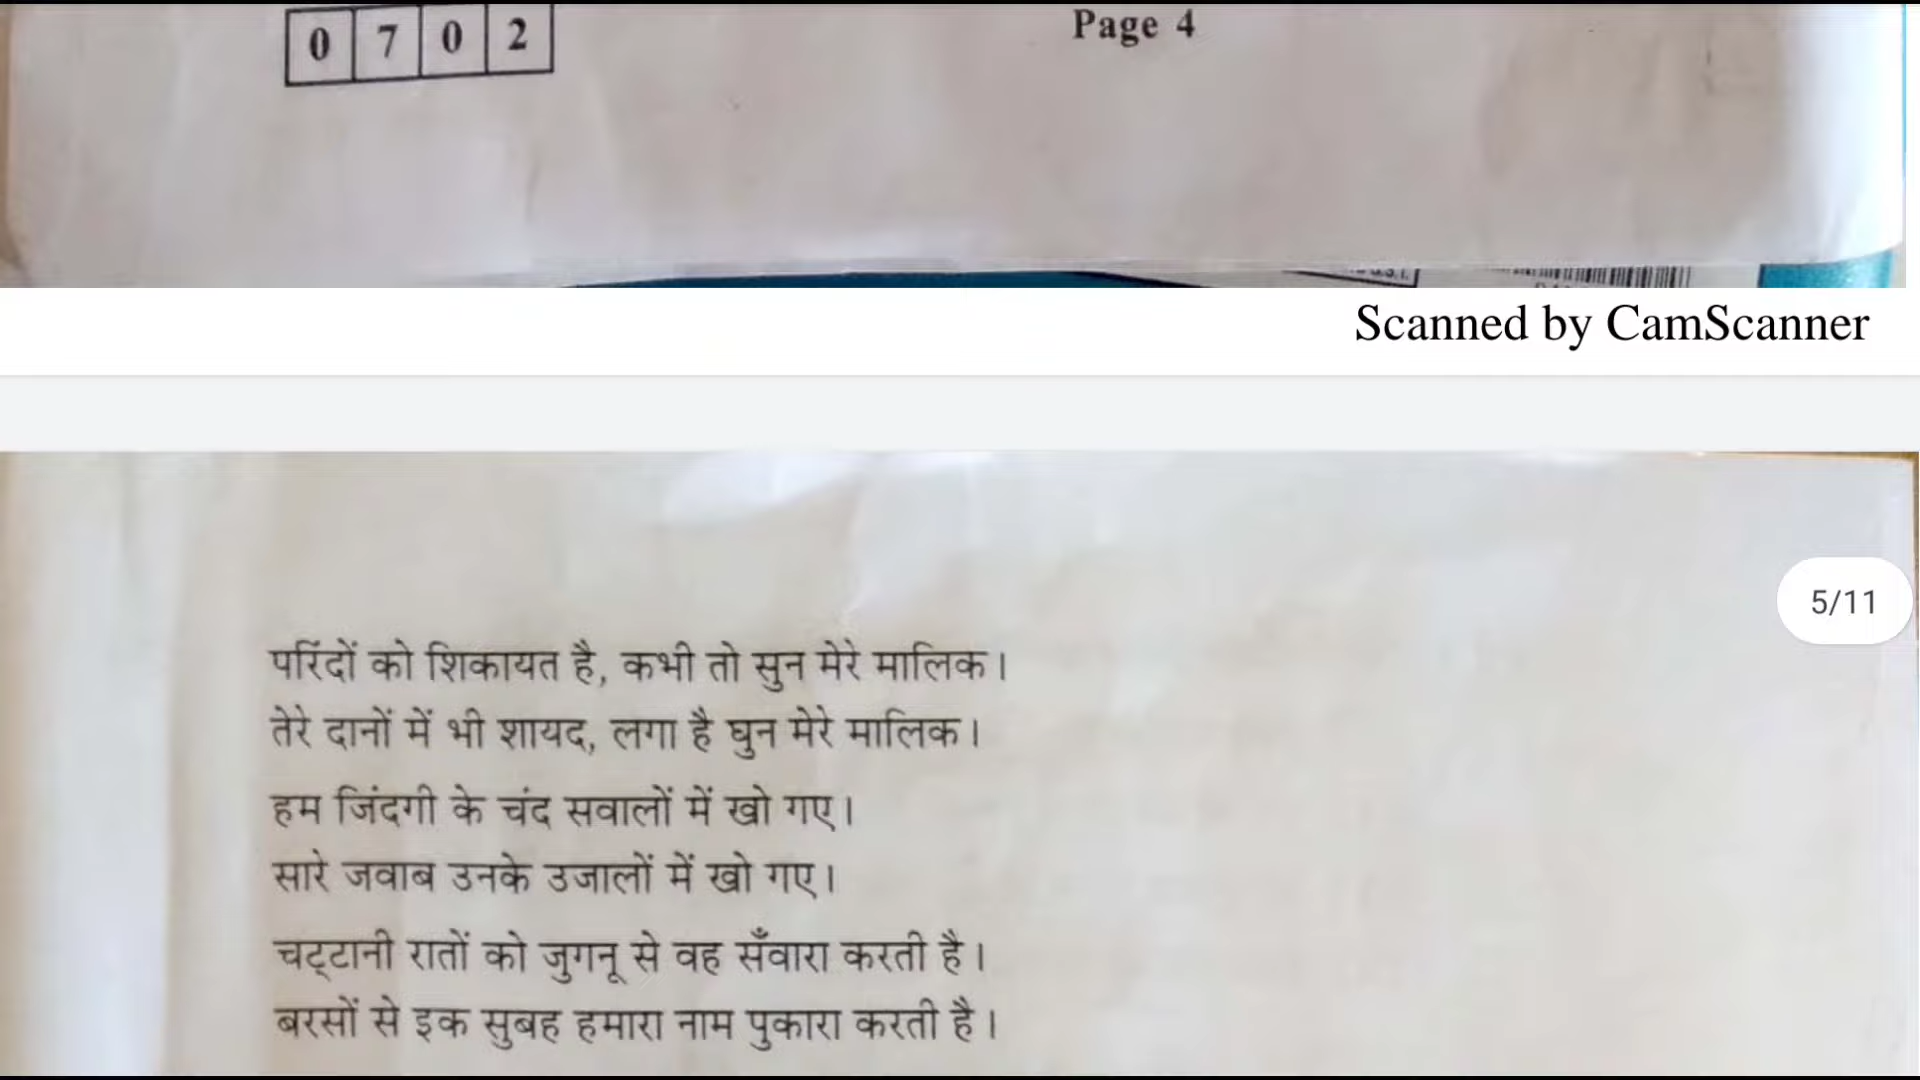 0 7 0 2
Page 4
Scanned by CamScanner
5/11
परिंदों को शिकायत है, कभी तो सुन मेरे मालिक।
तेरे दानों में भी शायद, लगा है घुन मेरे मालिक।
हम जिंदगी के चंद सवालों में खो गए।
सारे जवाब उनके उजालों में खो गए।
चट्टानी रातों को जुगनू से वह सँवारा करती है।
बरसों से इक सुबह हमारा नाम पुकारा करती है।